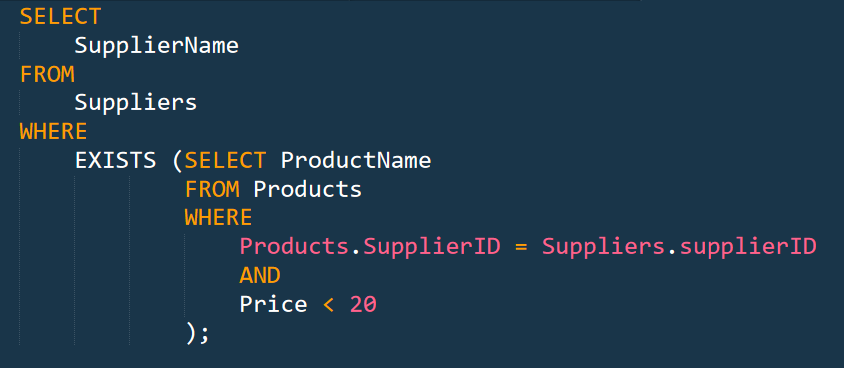 SELECT
SupplierName
FROM
Suppliers
WHERE
EXISTS (SELECT ProductName
FROM Products
WHERE
Products.SupplierID = Suppliers.supplierID
AND
Price < 20
);